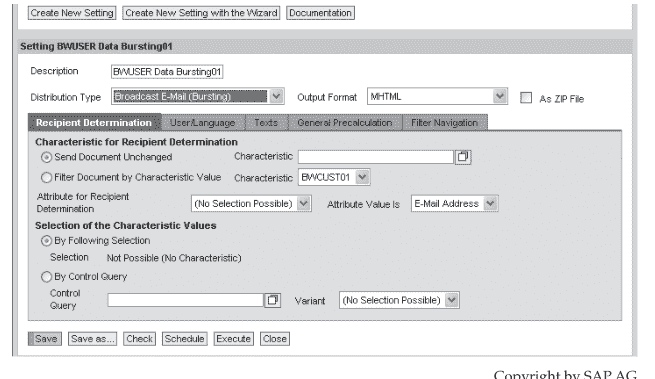 Create New Setting Create New Setting with the Wizard Documentation
Setting BWUSER Data Bursting01
Description BWUSER Data Bursting01
Distribution Type Broadcast E-Mail (Bursting) Output Format MHTML As ZIP File
Recipient Determination User/Language Texts General Precalculation Filter Navigation
Characteristic for Recipient Determination
Send Document Unchanged Characteristic
Filter Document by Characteristic Value Characteristic BWCUST01
Attribute for Recipient
Determination (No Selection Possible) Attribute Value Is E-Mail Address
Selection of the Characteristic Values
By Following Selection
Selection Not Possible (No Characteristic)
By Control Query
Control
Query Variant (No Selection Possible)
Save Save as... Check Schedule Execute Close
Copyright by SAP AG